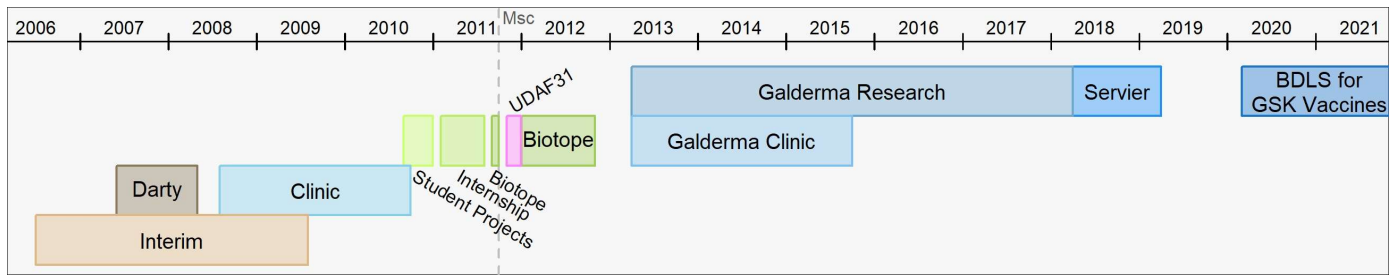 Msc
2006 2007 2008 2009 2010 2011 2012 2013 2014 2015 2016 2017 2018 2019 2020 2021
UDAF31
Galderma Research
Servier
BDLS for
GSK Vaccines
Biotope
Galderma Clinic
Darty
Clinic
Student Projects
Internship
Biotope
Interim